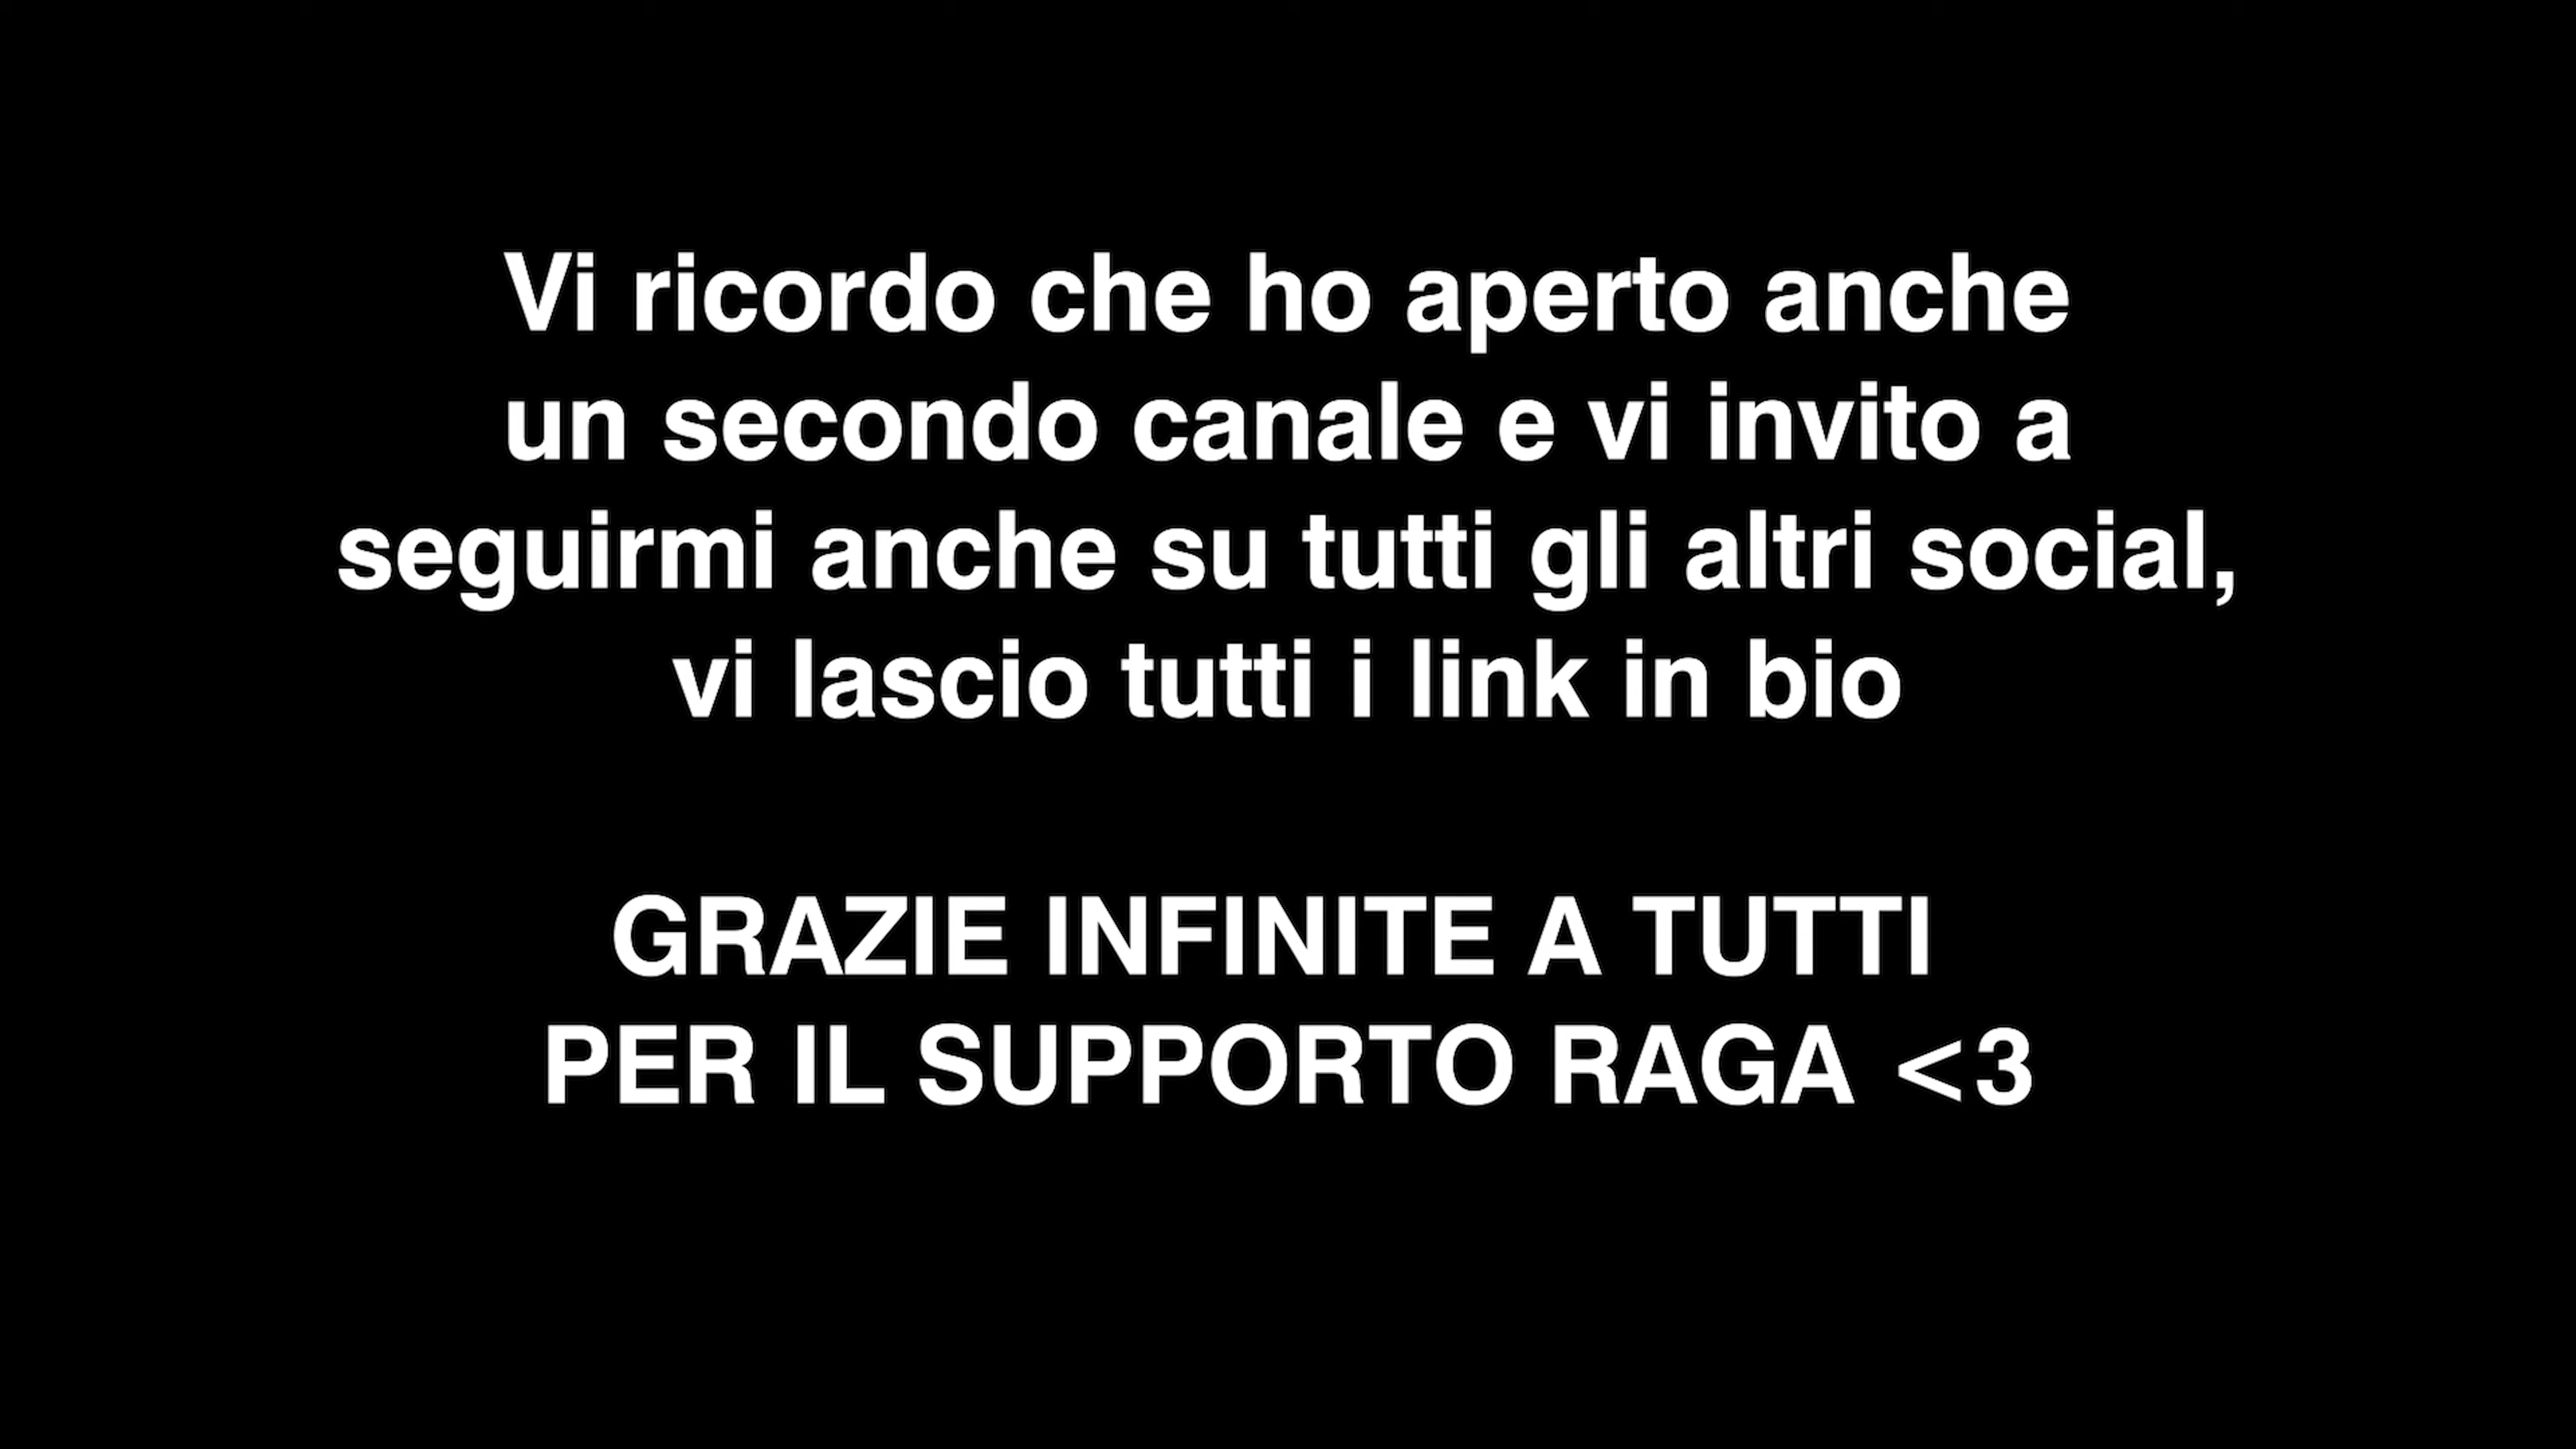 Vi ricordo che ho aperto anche
un secondo canale e vi invito a
seguirmi anche su tutti gli altri social,
vi lascio tutti i link in bio
GRAZIE INFINITE A TUTTI
PER IL SUPPORTO RAGA <3